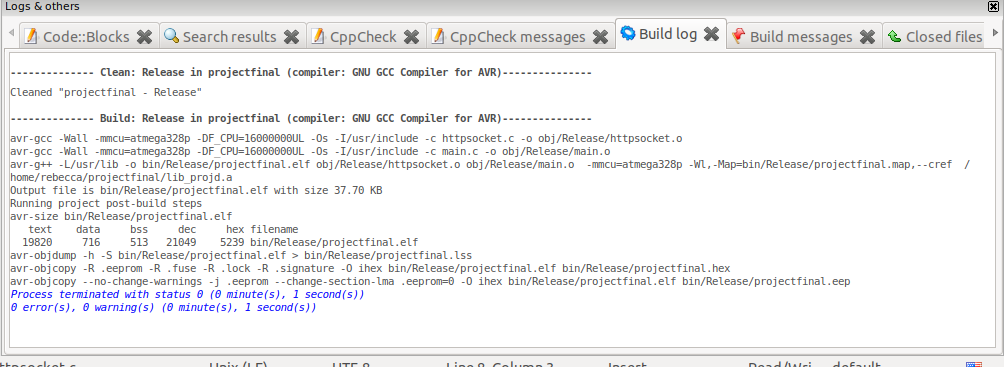 Logs & others
Code::Blocks Search results CppCheck CppCheck messages Build log Build messages Closed files
-------------- Clean: Release in projectfinal (compiler: GNU GCC Compiler for AVR)---------------
Cleaned "projectfinal - Release"
-------------- Build: Release in projectfinal (compiler: GNU GCC Compiler for AVR)---------------
avr-gcc -Wall -mmcu=atmega328p -DF_CPU=16000000UL -Os -I/usr/include -c httpsocket.c -o obj/Release/httpsocket.o
avr-gcc -Wall -mmcu=atmega328p -DF_CPU=16000000UL -Os -I/usr/include -c main.c -o obj/Release/main.o
avr-g++ -L/usr/lib -o bin/Release/projectfinal.elf obj/Release/httpsocket.o obj/Release/main.o  -mmcu=atmega328p -Wl,-Map=bin/Release/projectfinal.map,--cref  /
home/rebecca/projectfinal/lib_projd.a
Output file is bin/Release/projectfinal.elf with size 37.70 KB
Running project post-build steps
avr-size bin/Release/projectfinal.elf
   text    data     bss     dec     hex filename
  19820     716     513   21049    5239 bin/Release/projectfinal.elf
avr-objdump -h -S bin/Release/projectfinal.elf > bin/Release/projectfinal.lss
avr-objcopy -R .eeprom -R .fuse -R .lock -R .signature -O ihex bin/Release/projectfinal.elf bin/Release/projectfinal.hex
avr-objcopy --no-change-warnings -j .eeprom --change-section-lma .eeprom=0 -O ihex bin/Release/projectfinal.elf bin/Release/projectfinal.eep
Process terminated with status 0 (0 minute(s), 1 second(s))
0 error(s), 0 warning(s) (0 minute(s), 1 second(s))
ttpsocket.c Unix (LF) UTF-8 Line 8, Column 3 Insert Read/Wri... default